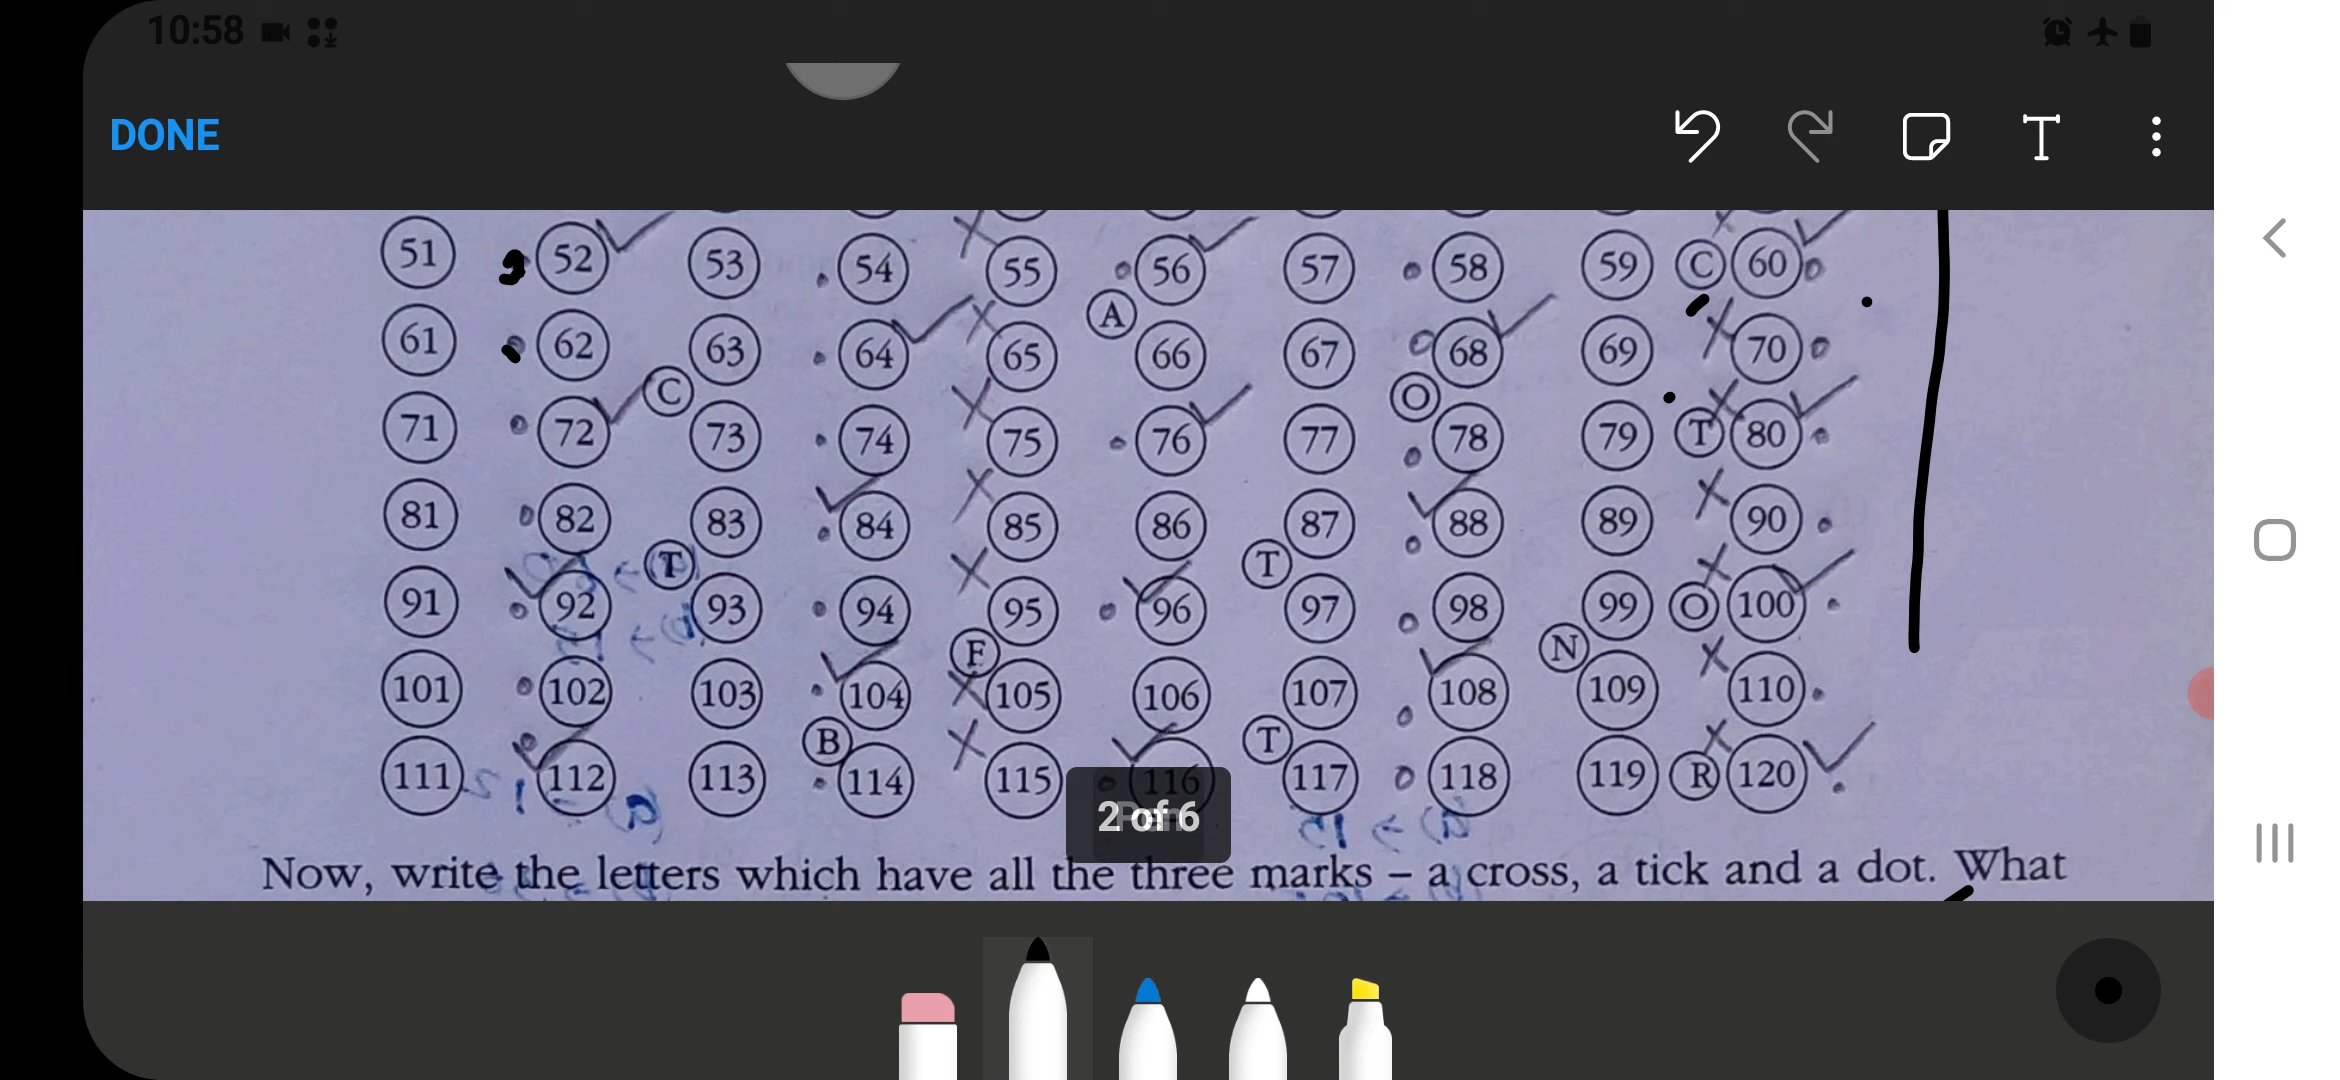 10:58
DONE
51 52 53 54 55 56 57 58 59 C 60
A
61 62 63 64 65 66 67 68 69 70
C O
71 72 73 74 75 76 77 78 79 T 80
81 82 83 84 85 86 87 88 89 90
T T
91 92 93 94 95 96 97 98 99 O 100
F N
101 102 103 104 105 106 107 108 109 110
B T
111 112 113 114 115 116 117 118 119 R 120
2 of 6
Now, write the letters which have all the three marks – a cross, a tick and a dot. What